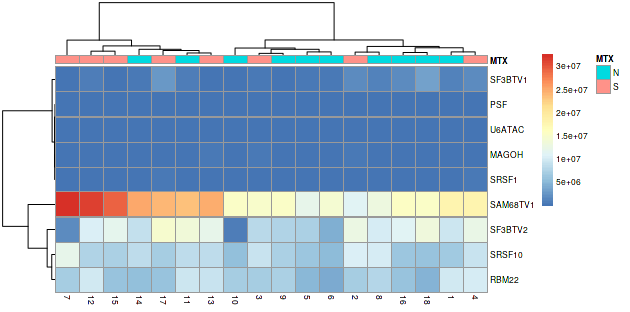 MTX
SF3BTV1
PSF
U6ATAC
MAGOH
SRSF1
SAM68TV1
SF3BTV2
SRSF10
RBM22
7 12 15 14 17 11 13 10 3 9 5 6 2 8 16 18 1 4
3e+07
2.5e+07
2e+07
1.5e+07
1e+07
5e+06
MTX
N
S